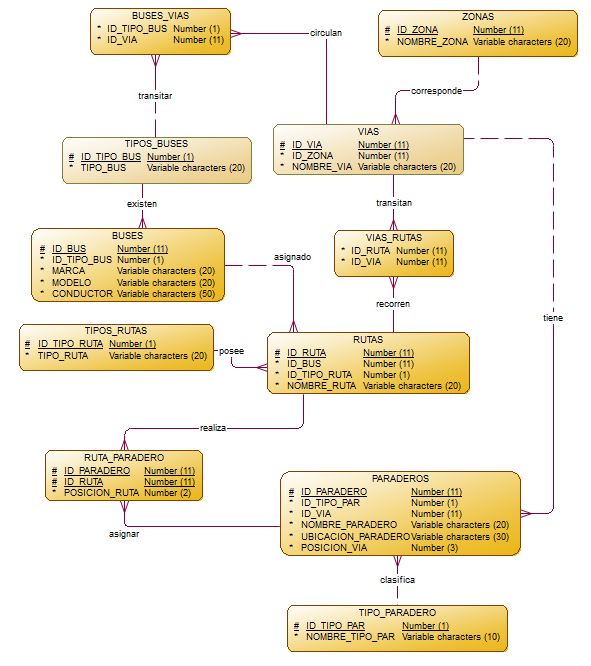 BUSES_VIAS
* ID_TIPO_BUS Number (1)
* ID_VIA Number (11)
ZONAS
# ID_ZONA Number (11)
* NOMBRE_ZONA Variable characters (20)
circulan
corresponde
transitar
TIPOS_BUSES
# ID_TIPO_BUS Number (1)
* TIPO_BUS Variable characters (20)
VIAS
# ID_VIA Number (11)
* ID_ZONA Number (11)
* NOMBRE_VIA Variable characters (20)
existen
transitan
BUSES
# ID_BUS Number (11)
* ID_TIPO_BUS Number (1)
* MARCA Variable characters (20)
* MODELO Variable characters (20)
* CONDUCTOR Variable characters (50)
VIAS_RUTAS
* ID_RUTA Number (11)
* ID_VIA Number (11)
asignado
recorren
tiene
TIPOS_RUTAS
# ID_TIPO_RUTA Number (1)
* TIPO_RUTA Variable characters (20)
posee
RUTAS
# ID_RUTA Number (11)
* ID_BUS Number (11)
* ID_TIPO_RUTA Number (1)
* NOMBRE_RUTA Variable characters (20)
realiza
RUTA_PARADERO
# ID_PARADERO Number (11)
# ID_RUTA Number (11)
* POSICION_RUTA Number (2)
PARADEROS
# ID_PARADERO Number (11)
* ID_TIPO_PAR Number (1)
* ID_VIA Number (11)
* NOMBRE_PARADERO Variable characters (20)
* UBICACION_PARADERO Variable characters (30)
* POSICION_VIA Number (3)
asignar
clasifica
TIPO_PARADERO
# ID_TIPO_PAR Number (1)
* NOMBRE_TIPO_PAR Variable characters (10)